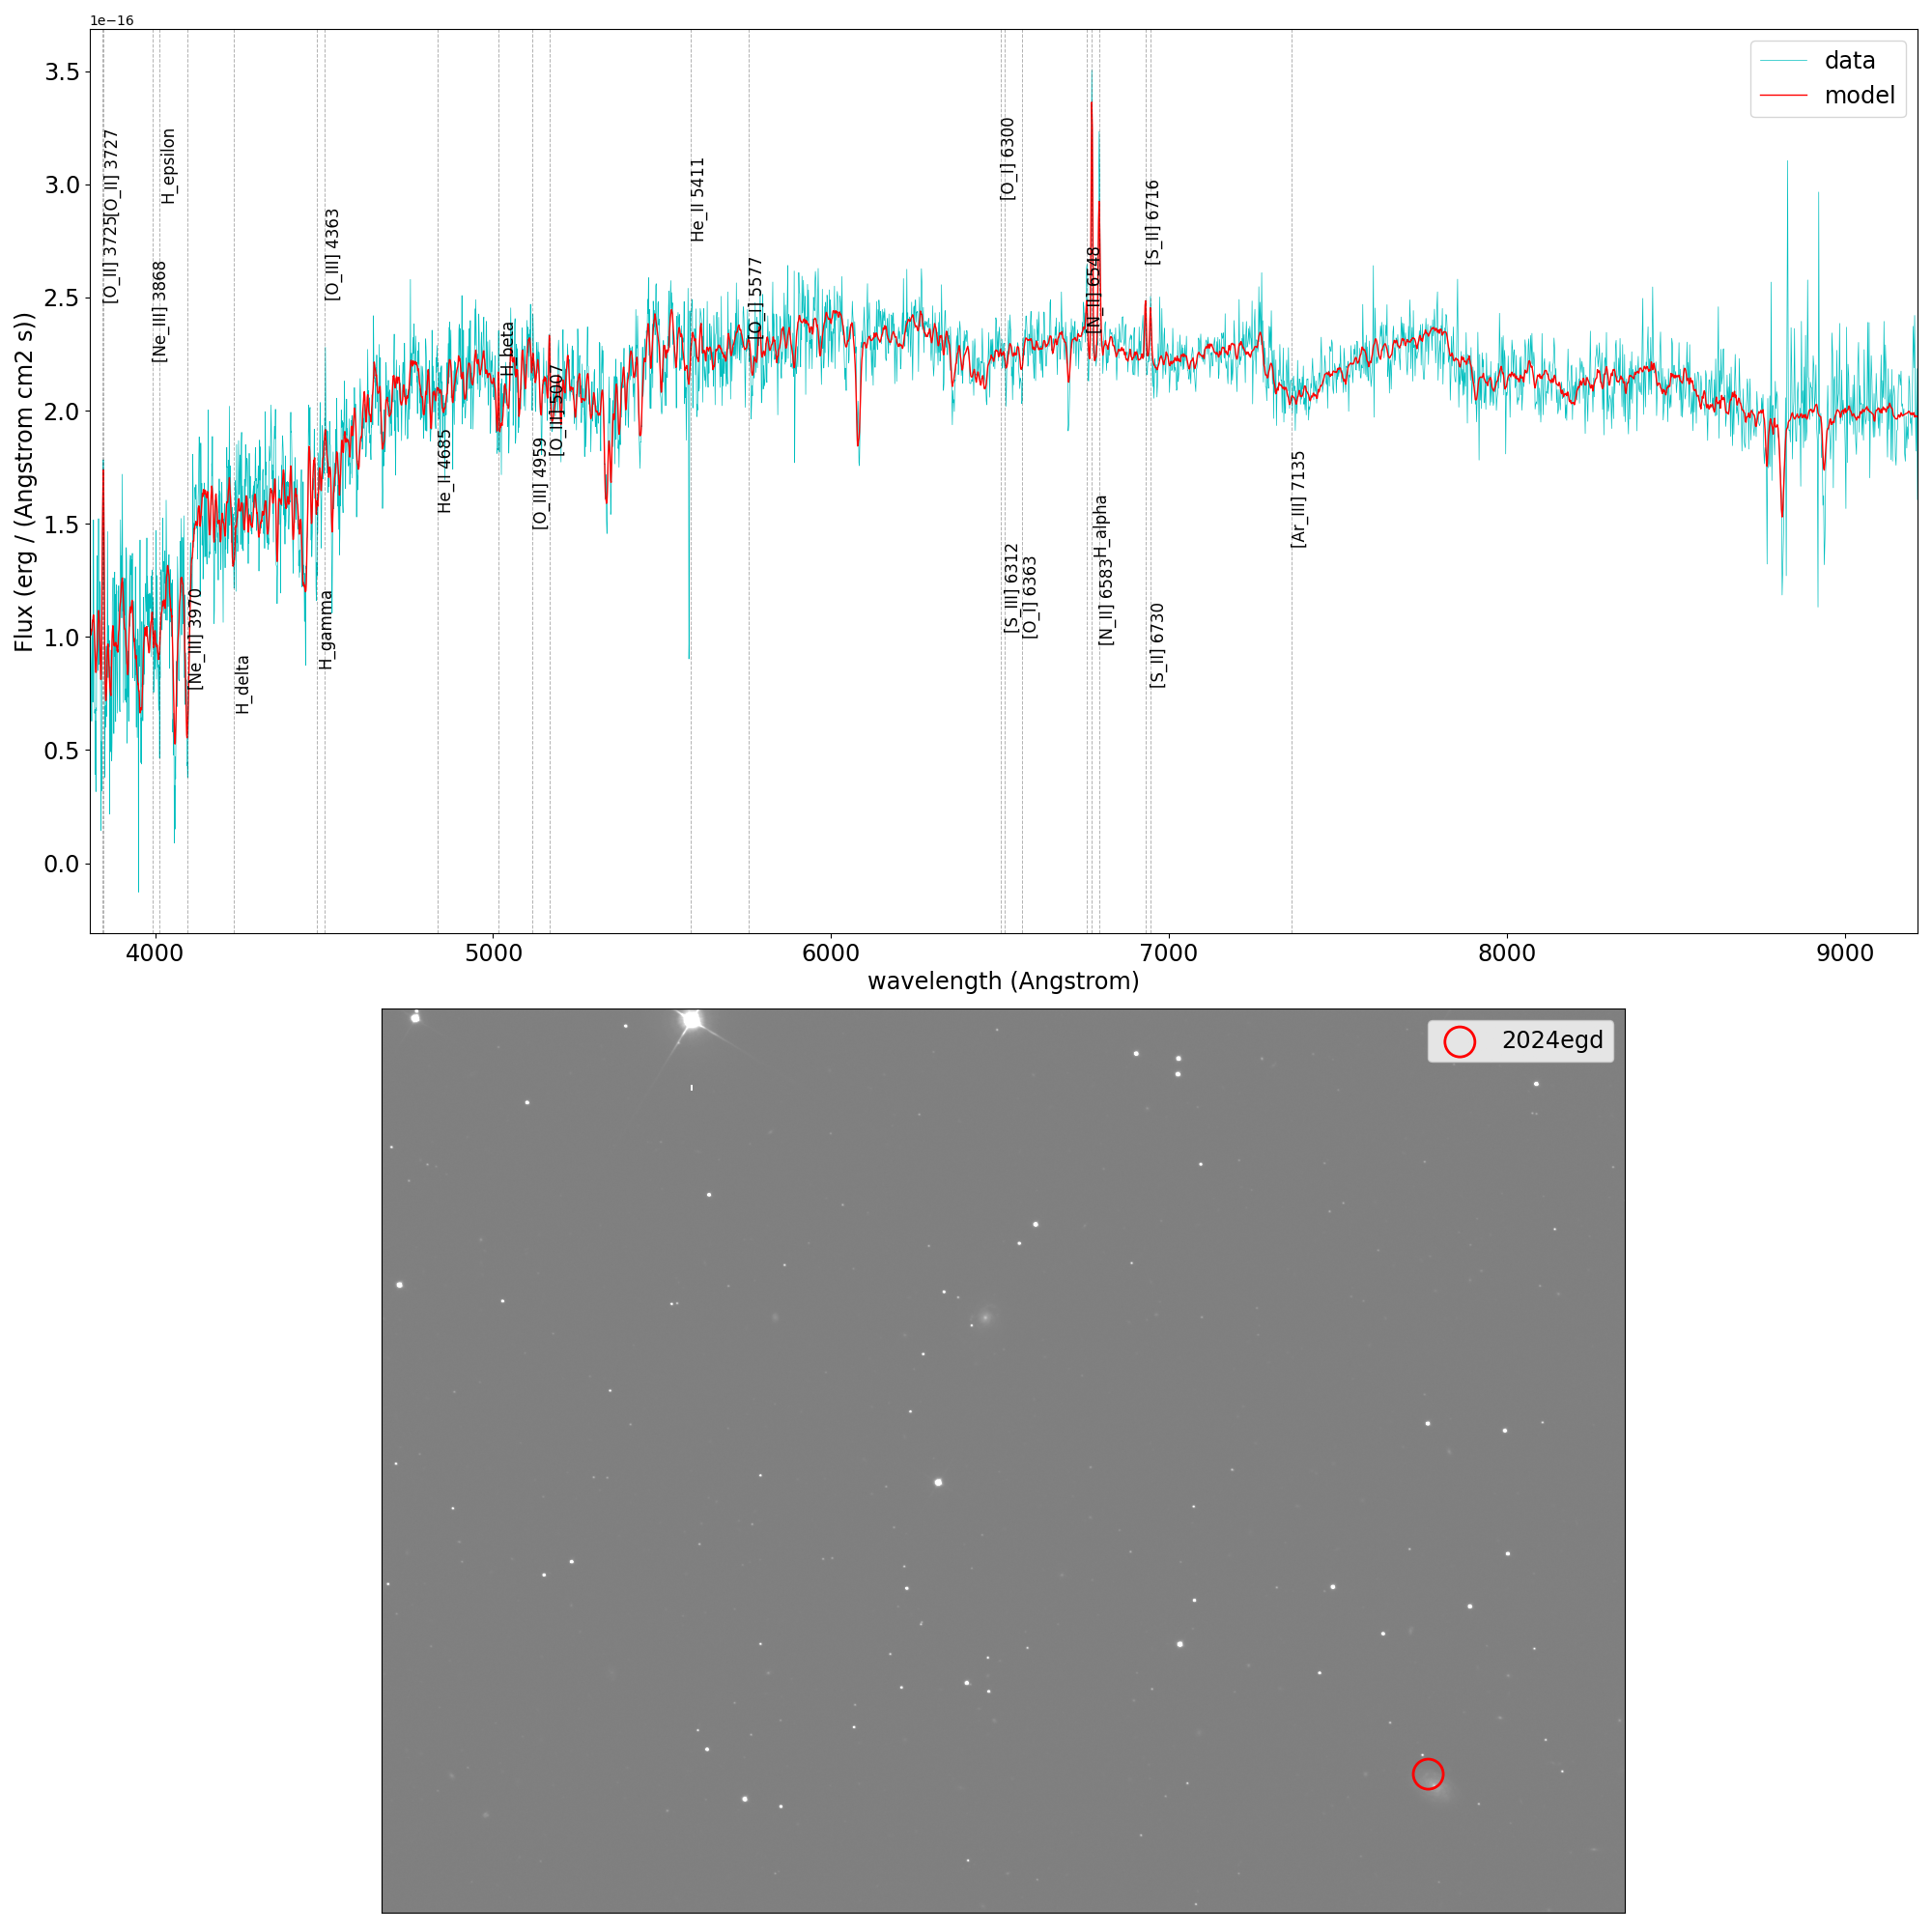 1e−16
data
model
3.5
3.0
2.5
2.0
1.5
1.0
0.5
0.0
Flux (erg / (Angstrom cm2 s))
[O_II] 3725
[O_II] 3727
[Ne_III] 3868
H_epsilon
[Ne_III] 3970
H_delta
H_gamma
[O_III] 4363
He_II 4685
H_beta
[O_III] 4959
[O_III] 5007
He_II 5411
[O_I] 5577
[O_I] 6300
[S_III] 6312
[O_I] 6363
[N_II] 6548
H_alpha
[N_II] 6583
[S_II] 6716
[S_II] 6730
[Ar_III] 7135
4000 5000 6000 7000 8000 9000
wavelength (Angstrom)
2024egd